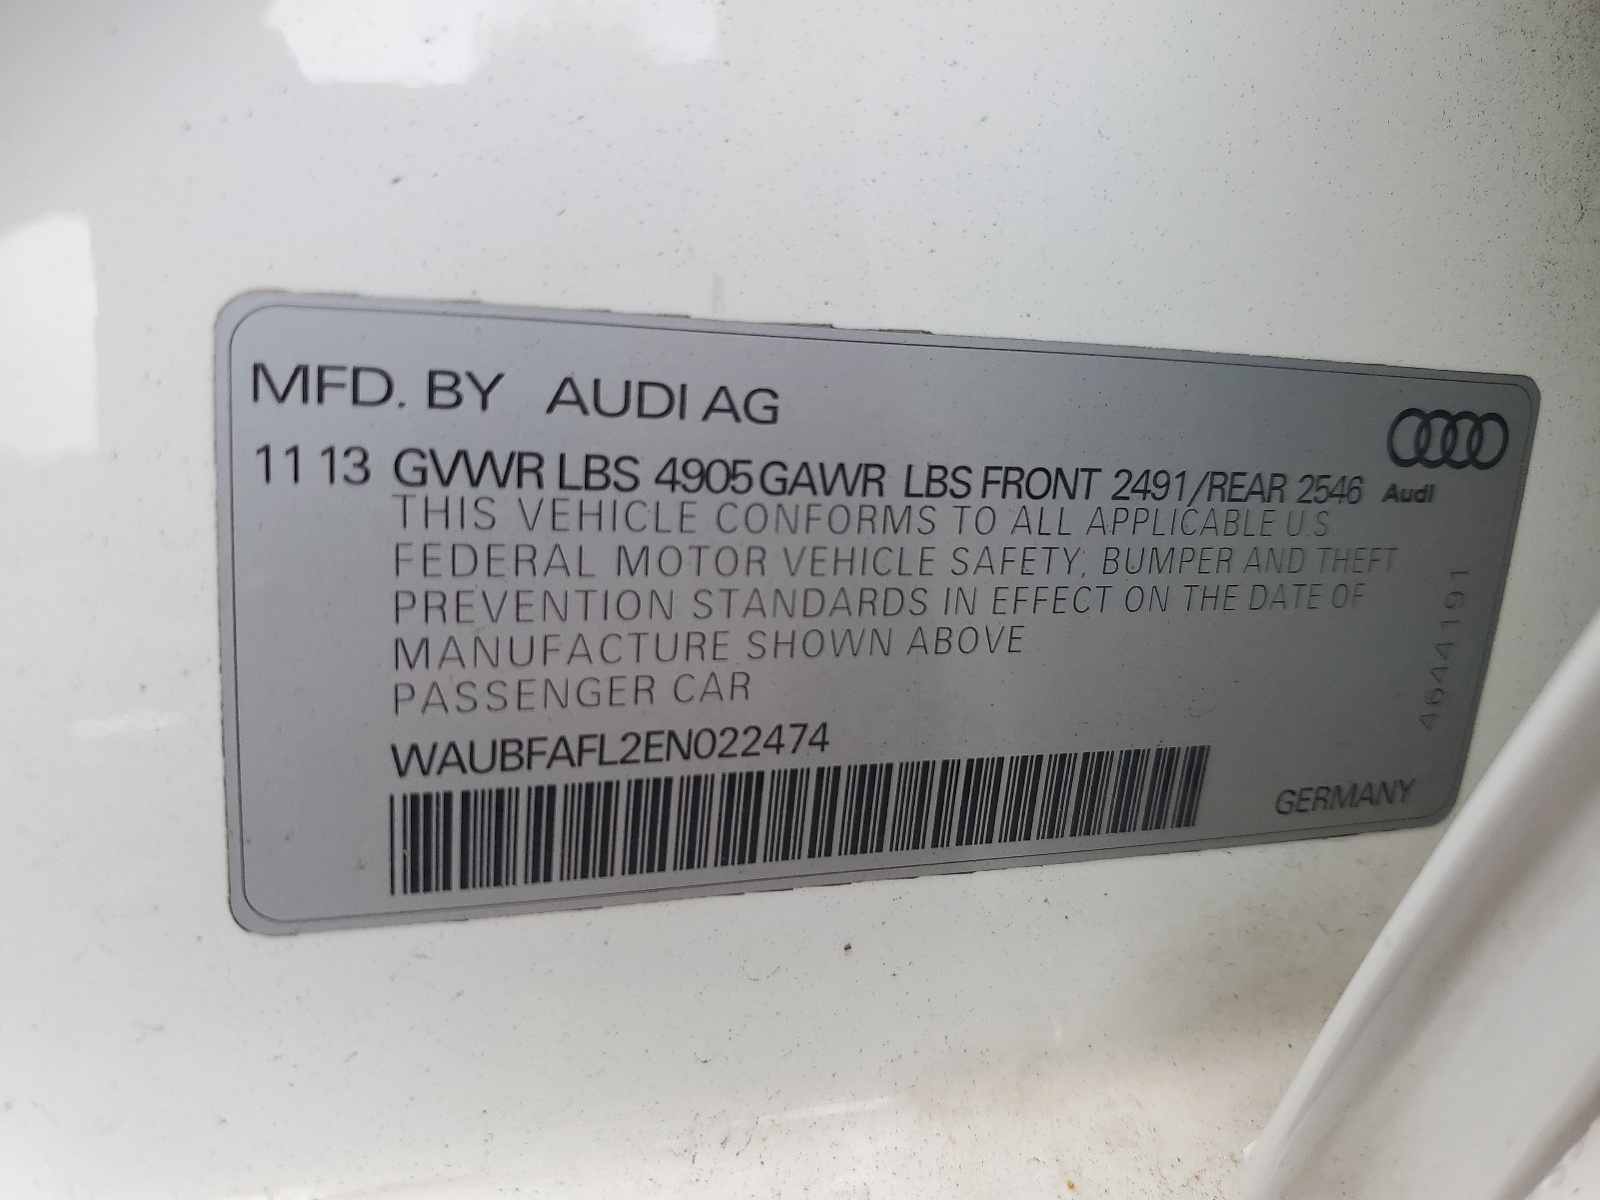 MFD. BY AUDI AG
11 13 GVWR LBS 4905 GAWR LBS FRONT 2491/REAR 2546
Audi
THIS VEHICLE CONFORMS TO ALL APPLICABLE U.S
FEDERAL MOTOR VEHICLE SAFETY, BUMPER AND THEFT
PREVENTION STANDARDS IN EFFECT ON THE DATE OF
MANUFACTURE SHOWN ABOVE
PASSENGER CAR
WAUBFAFL2EN022474
GERMANY
4644191